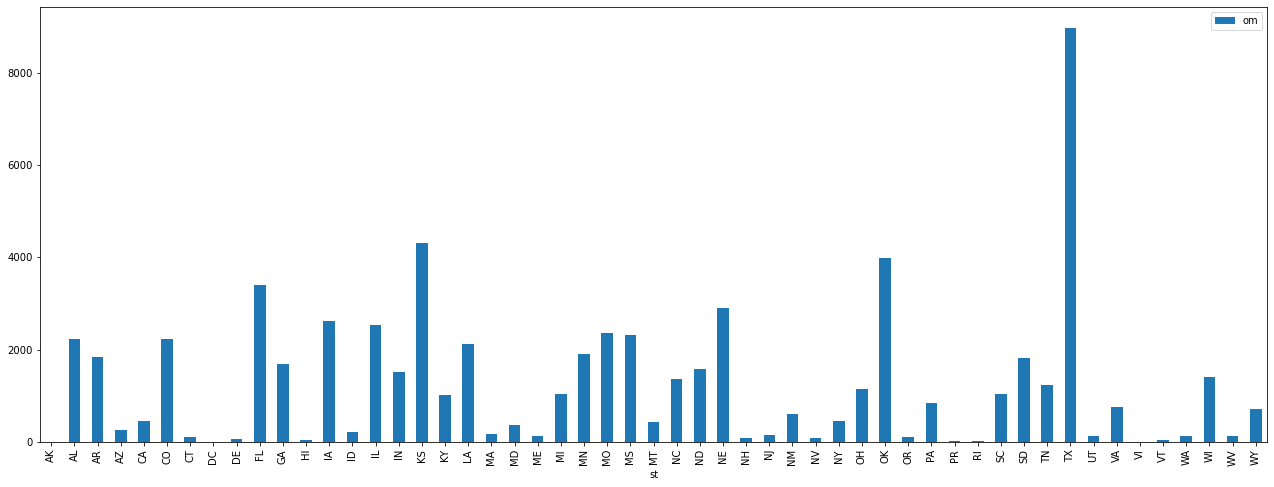 om
8000
6000
4000
2000
0
AK AL AR AZ CA CO CT DC DE FL GA HI IA ID IL IN KS KY LA MA MD ME MI MN MO MS MT NC ND NE NH NJ NM NV NY OH OK OR PA PR RI SC SD TN TX UT VA VI VT WA WI WV WY